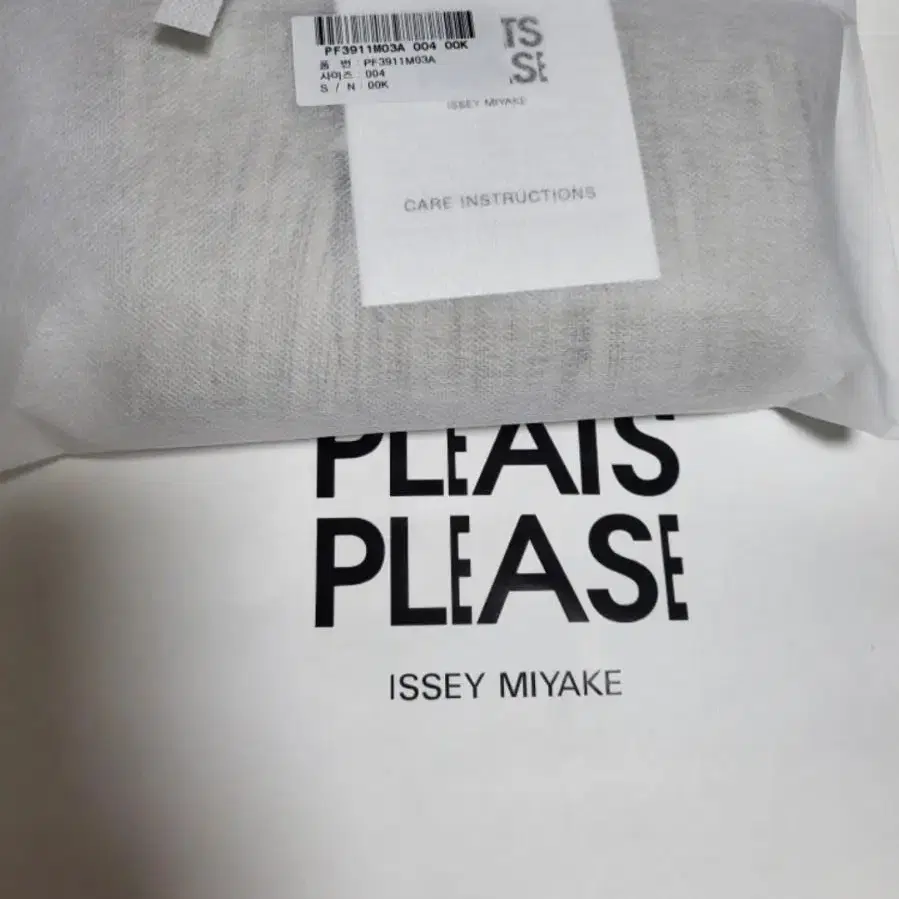 PF3911M03A 004 00K
품 번 : PF3911M03A
사이즈 : 004
S / N : 00K
TS
SE
ISSEY MIYAKE
CARE INSTRUCTIONS
PLEATS
PLEASE
ISSEY MIYAKE